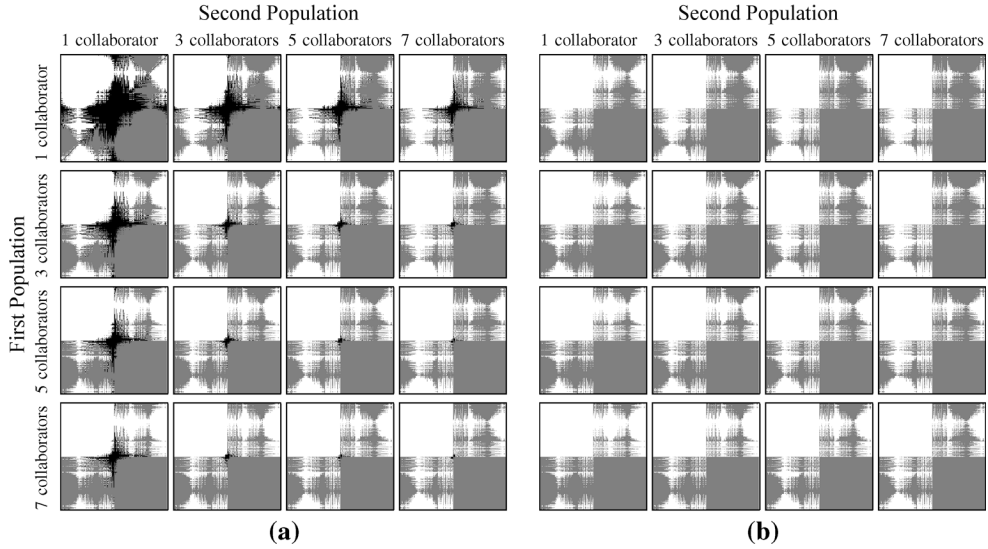 Second Population
1 collaborator 3 collaborators 5 collaborators 7 collaborators
First Population
1 collaborator
3 collaborators
5 collaborators
7 collaborators
(a)
Second Population
1 collaborator 3 collaborators 5 collaborators 7 collaborators
(b)